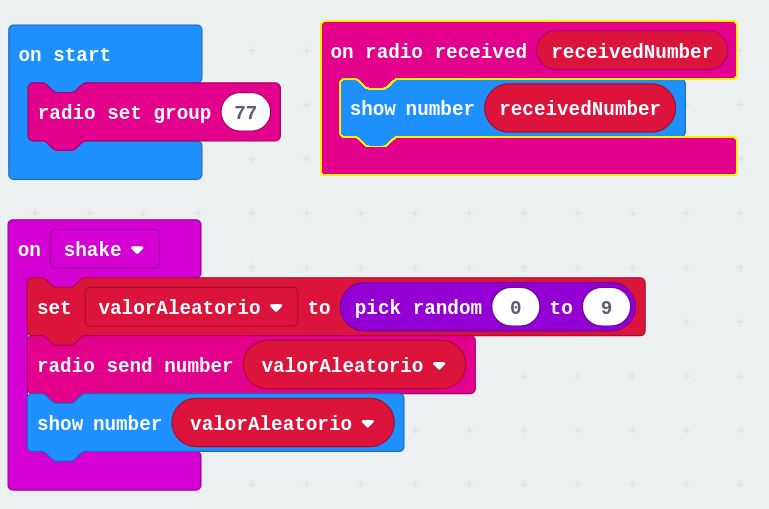 on start
radio set group 77
on radio received receivedNumber
show number receivedNumber
on shake
set valorAleatorio to pick random 0 to 9
radio send number valorAleatorio
show number valorAleatorio